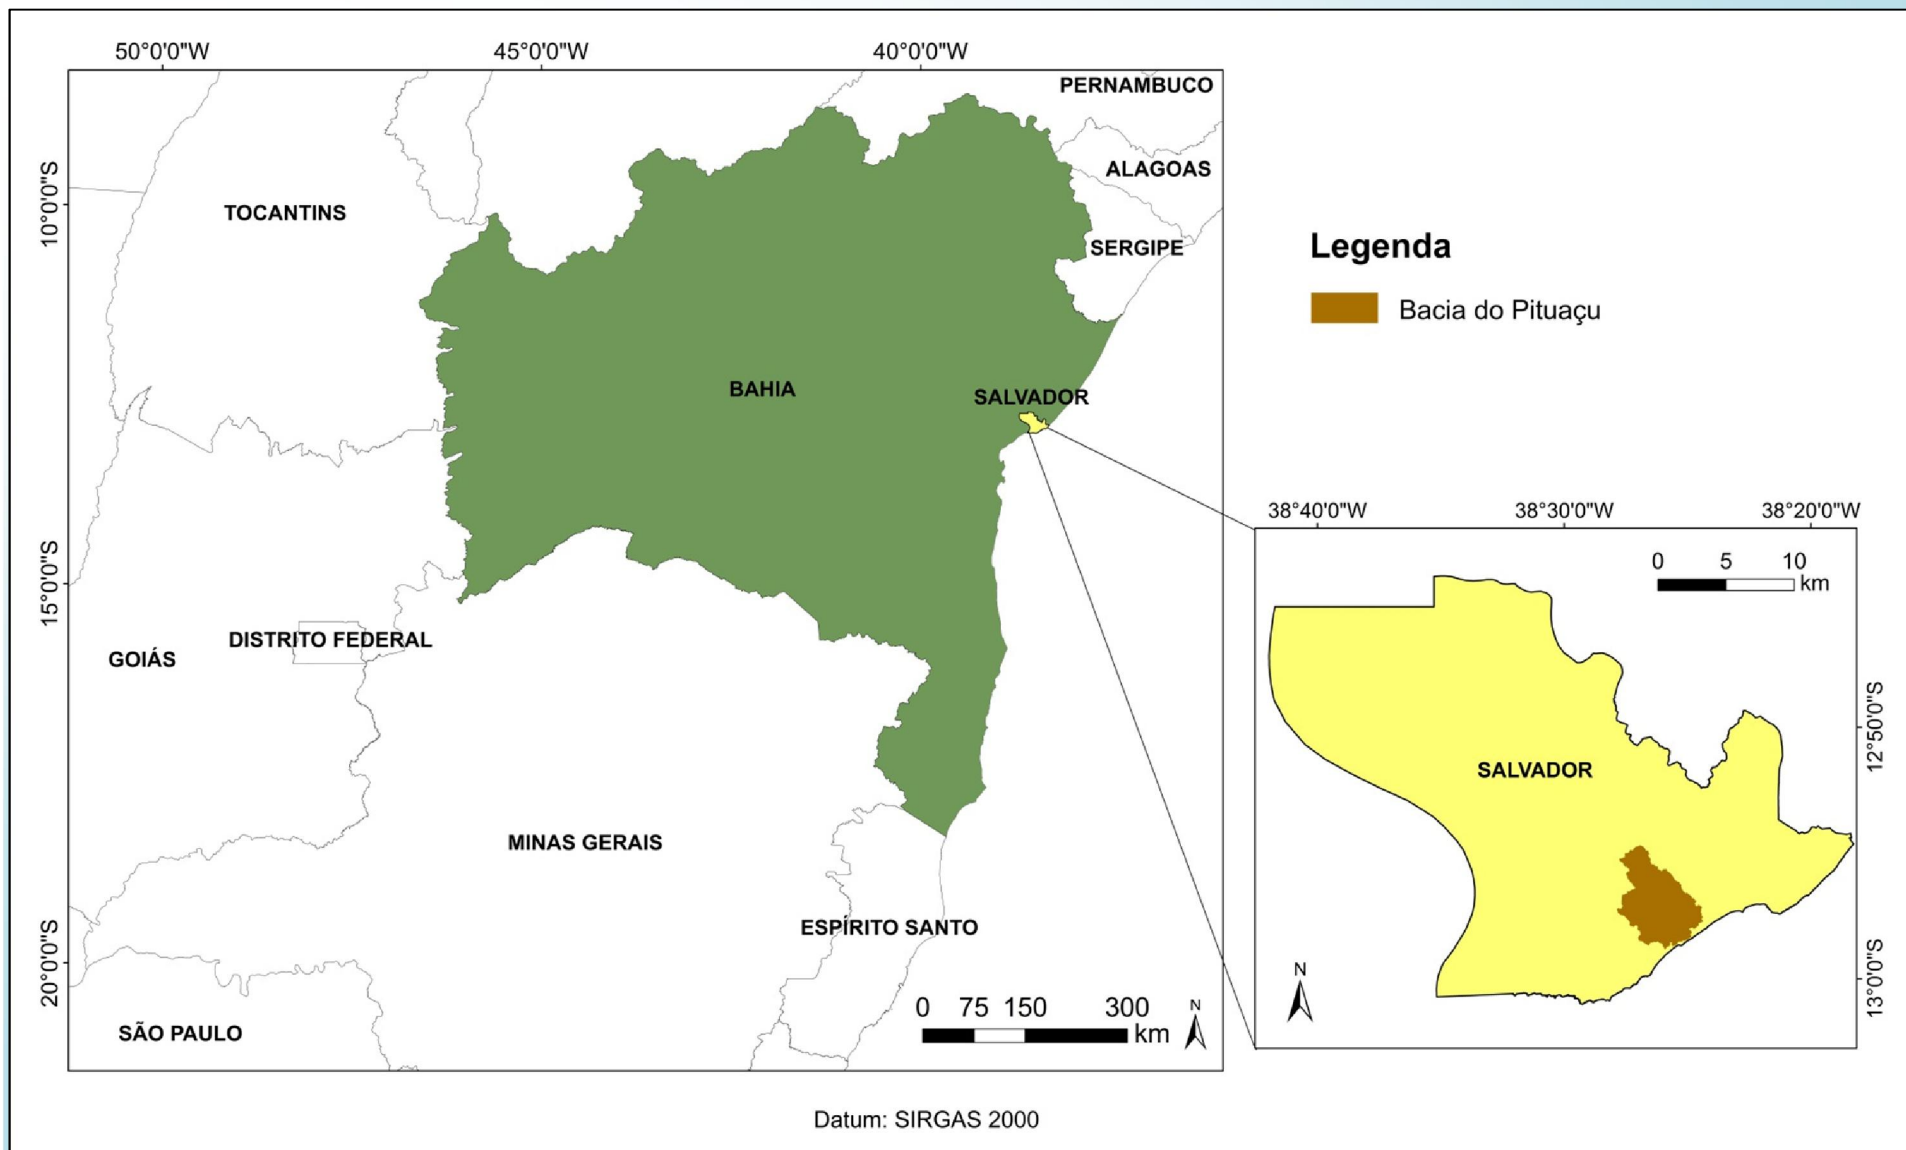 50°0'0"W
45°0'0"W
40°0'0"W
PERNAMBUCO
ALAGOAS
10°0'0"S
TOCANTINS
SERGIPE
Legenda
Bacia do Pituaçu
BAHIA
SALVADOR
38°40'0"W
38°30'0"W
38°20'0"W
0 5 10
km
15°0'0"S
DISTRITO FEDERAL
GOIÁS
12°50'0"S
SALVADOR
MINAS GERAIS
ESPÍRITO SANTO
20°0'0"S
13°0'0"S
N
0 75 150 300
km
N
SÃO PAULO
Datum: SIRGAS 2000